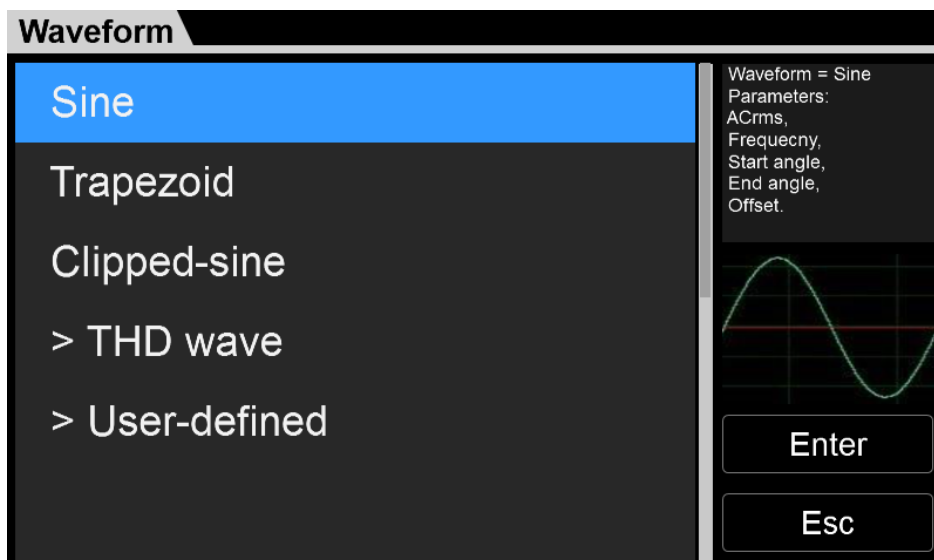 Waveform
Sine
Trapezoid
Clipped-sine
> THD wave
> User-defined
Waveform = Sine
Parameters:
ACrms,
Frequecny,
Start angle,
End angle,
Offset.
Enter
Esc